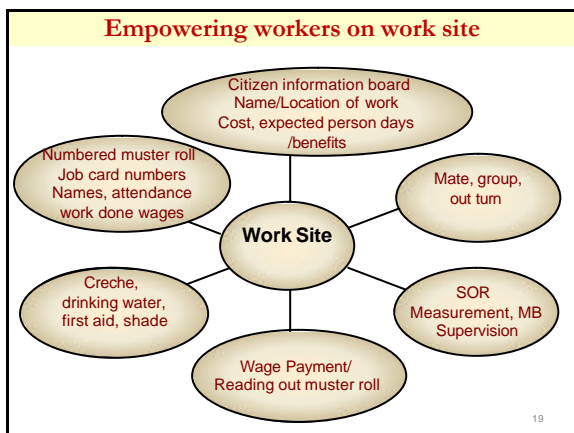 Empowering workers on work site
Citizen information board
Name/Location of work
Cost, expected person days
/benefits
Numbered muster roll
Job card numbers
Names, attendance
work done wages
Mate, group,
out turn
Work Site
Creche,
drinking water,
first aid, shade
SOR
Measurement, MB
Supervision
Wage Payment/
Reading out muster roll
19